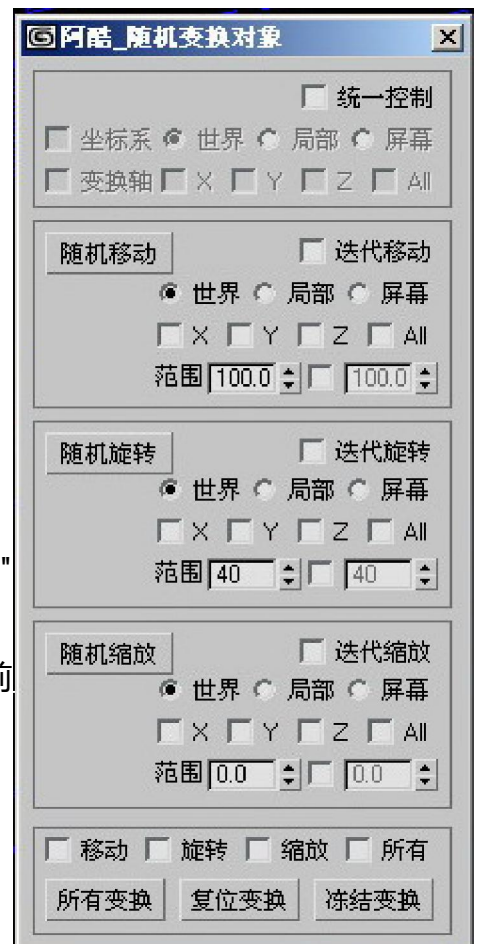 阿酷_随机变换对象
统一控制
坐标系 世界 局部 屏幕
变换轴 X Y Z All
随机移动 迭代移动
世界 局部 屏幕
X Y Z All
范围 100.0 100.0
随机旋转 迭代旋转
世界 局部 屏幕
X Y Z All
范围 40 40
"
随机缩放 迭代缩放
前
世界 局部 屏幕
X Y Z All
范围 0.0 0.0
移动 旋转 缩放 所有
所有变换 复位变换 冻结变换